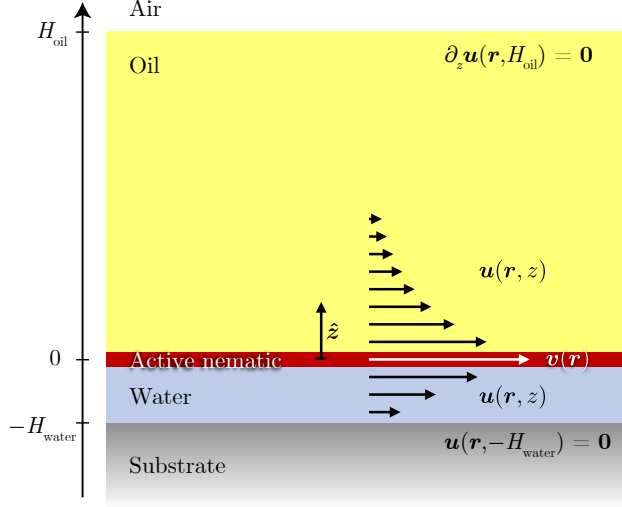 Air
H_oil
∂_z u(r,H_oil) = 0
Oil
u(r, z)
ẑ
0
Active nematic
v(r)
Water
u(r, z)
−H_water
u(r,−H_water) = 0
Substrate